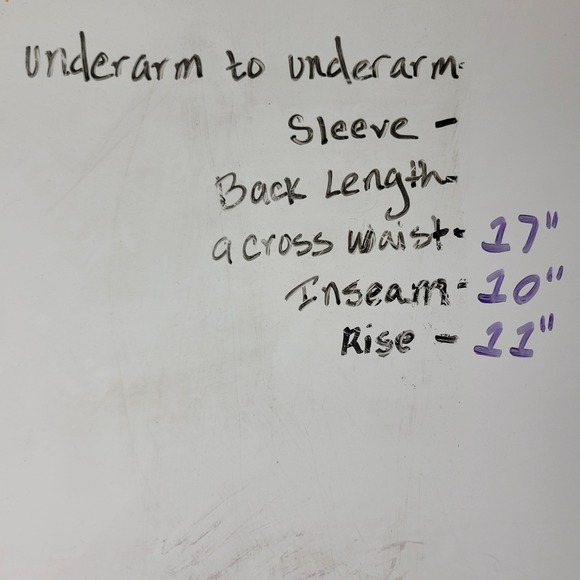 underarm to underarm-
Sleeve -
Back Length-
across waist- 17"
Inseam- 10"
Rise - 11"